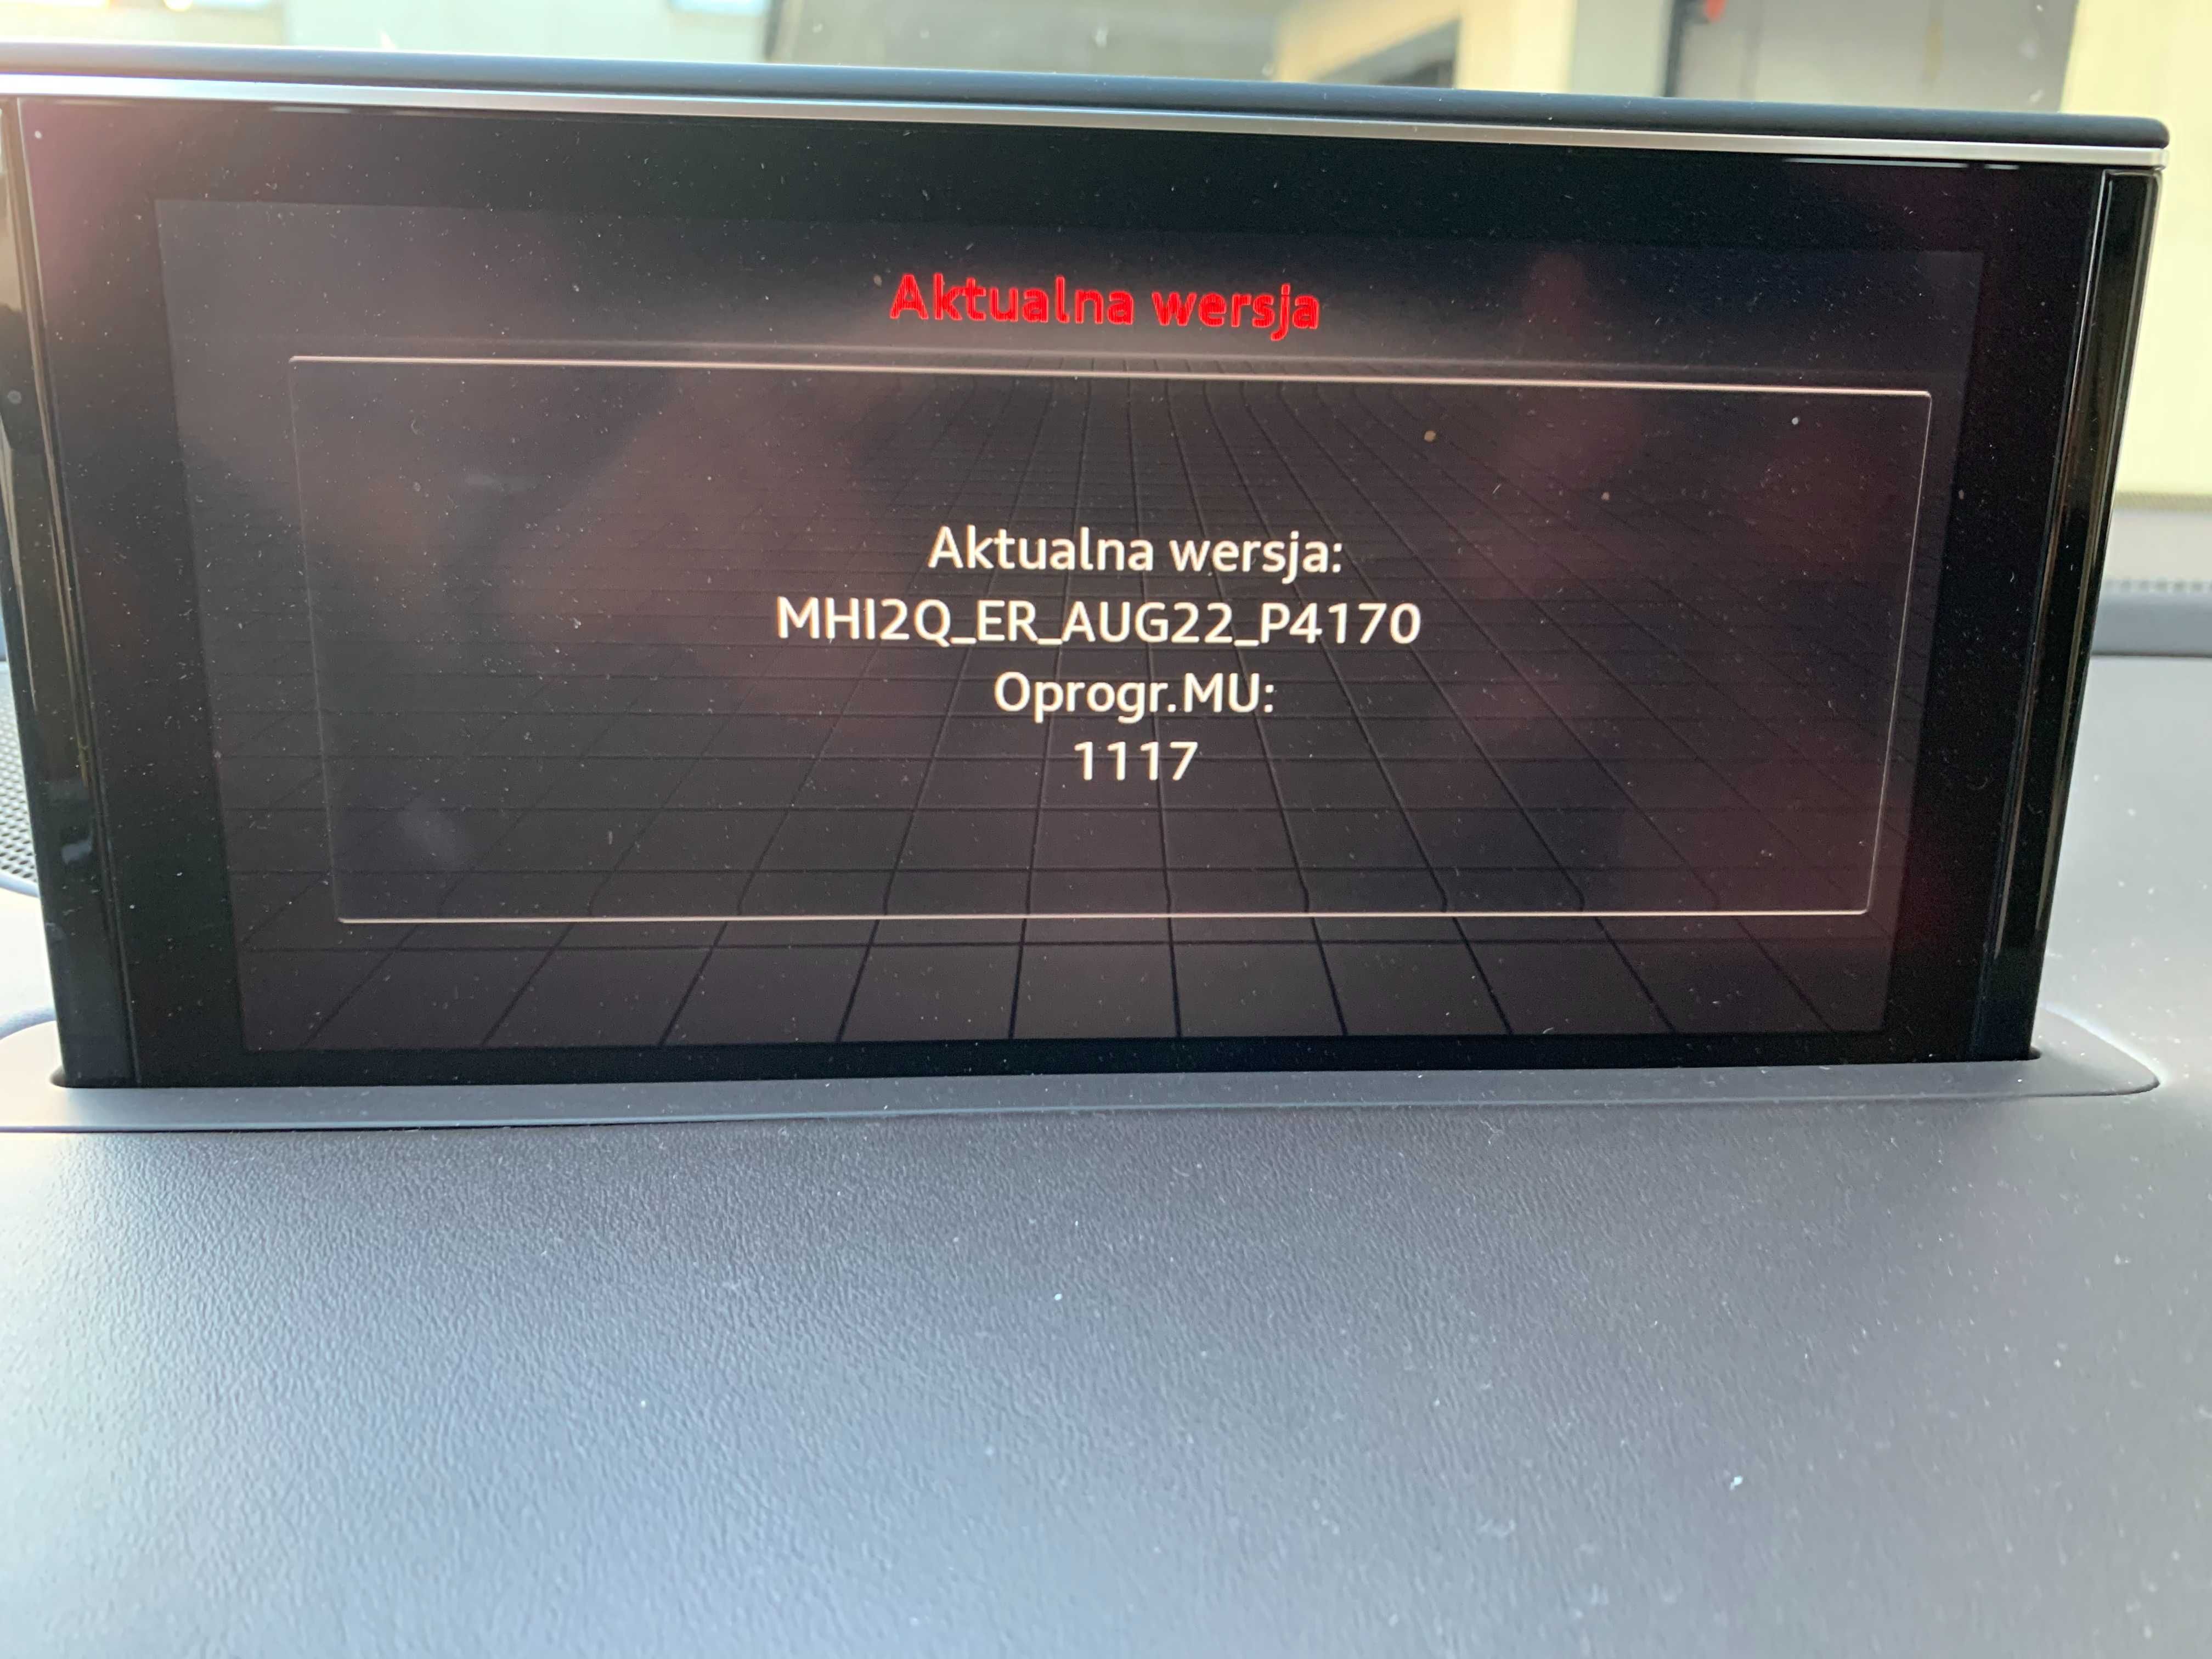 Aktualna wersja
Aktualna wersja:
MHI2Q_ER_AUG22_P4170
Oprogr.MU:
1117